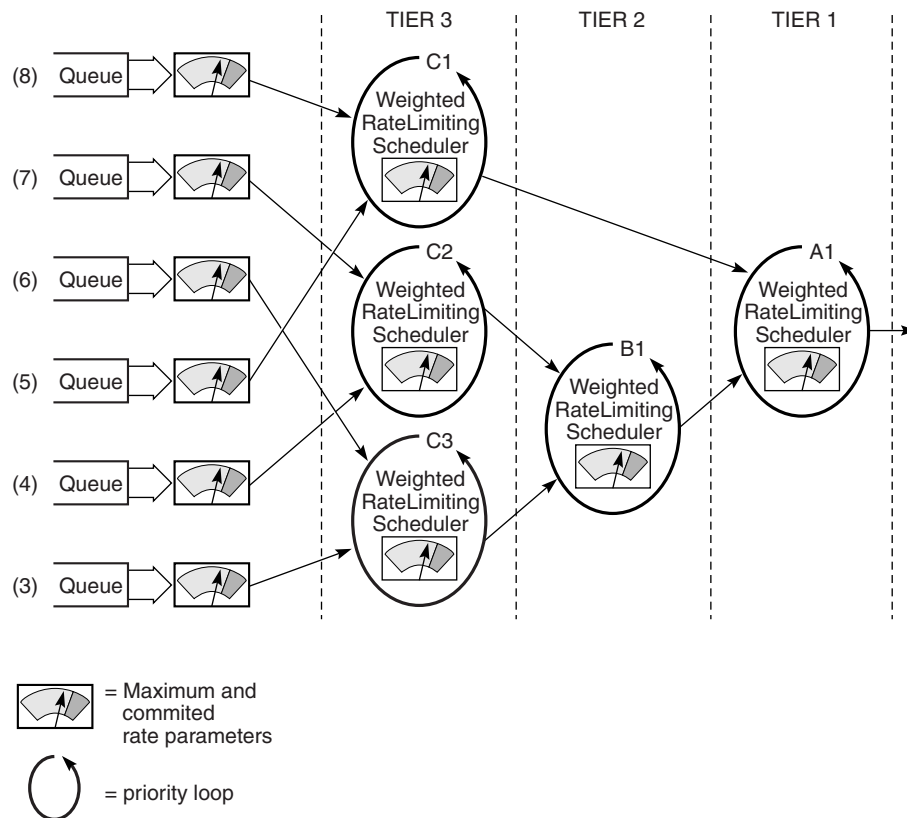 TIER 3 TIER 2 TIER 1
(8) Queue
(7) Queue
(6) Queue
(5) Queue
(4) Queue
(3) Queue
C1
Weighted
RateLimiting
Scheduler
C2
Weighted
RateLimiting
Scheduler
C3
Weighted
RateLimiting
Scheduler
B1
Weighted
RateLimiting
Scheduler
A1
Weighted
RateLimiting
Scheduler
= Maximum and
commited
rate parameters
= priority loop